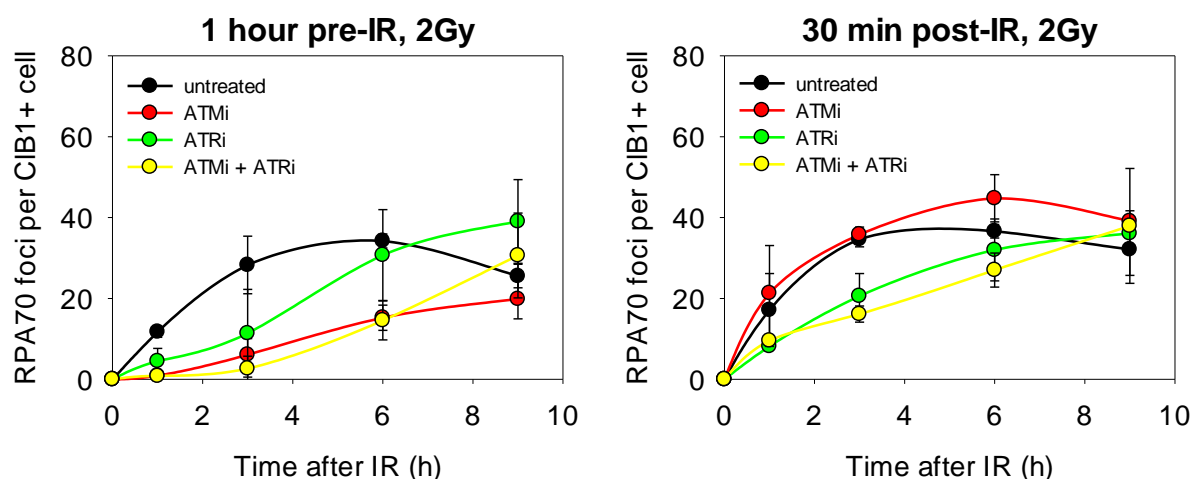 1 hour pre-IR, 2Gy
RPA70 foci per CIB1+ cell
80
60
40
20
0
untreated
ATMi
ATRi
ATMi + ATRi
0 2 4 6 8 10
Time after IR (h)
30 min post-IR, 2Gy
RPA70 foci per CIB1+ cell
80
60
40
20
0
untreated
ATMi
ATRi
ATMi + ATRi
0 2 4 6 8 10
Time after IR (h)